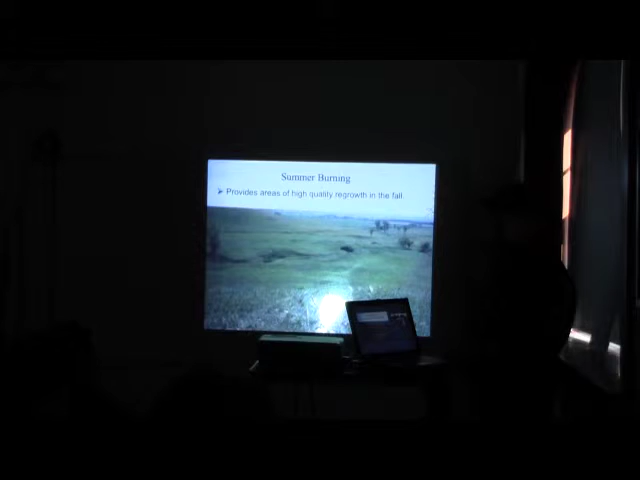 Summer Burning
➢ Provides areas of high quality regrowth in the fall.